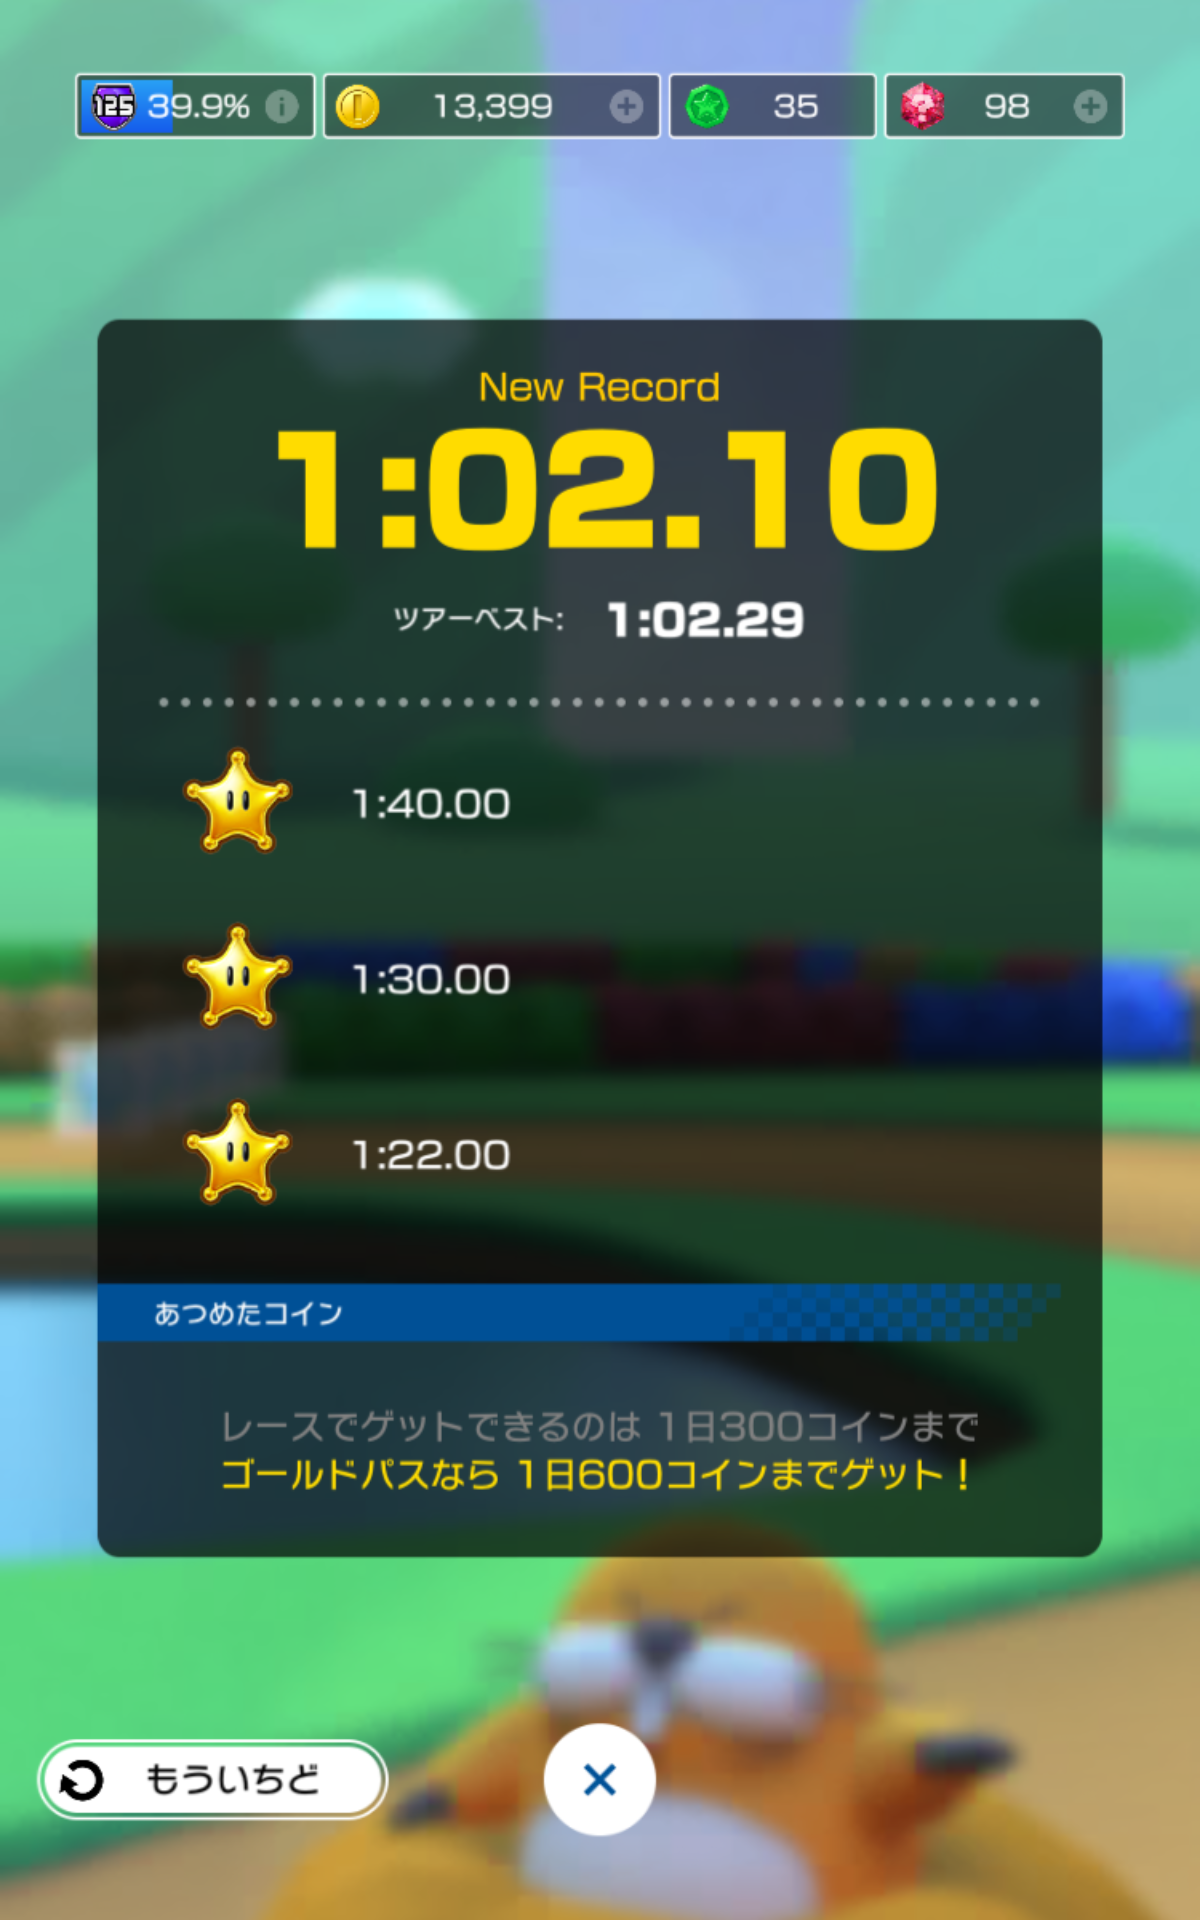 125 39.9% i 13,399 + 35 98 +
New Record
1:02.10
ツアーベスト: 1:02.29
1:40.00
1:30.00
1:22.00
あつめたコイン
レースでゲットできるのは 1日300コインまで
ゴールドパスなら 1日600コインまでゲット!
もういちど ×